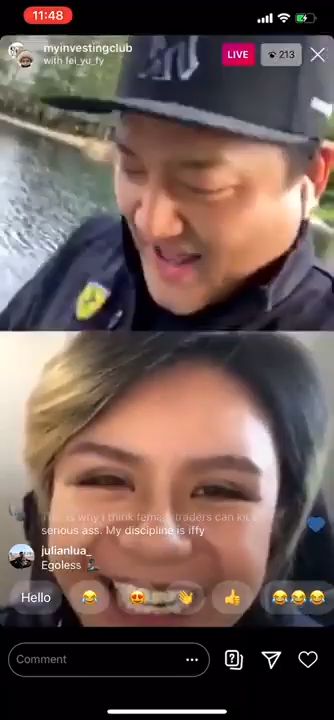 11:48
myinvestingclub
with fei_yu_fy
LIVE
213
This is why I think female traders can kick
serious ass. My discipline is iffy
julianlua_
Egoless
Hello
Comment